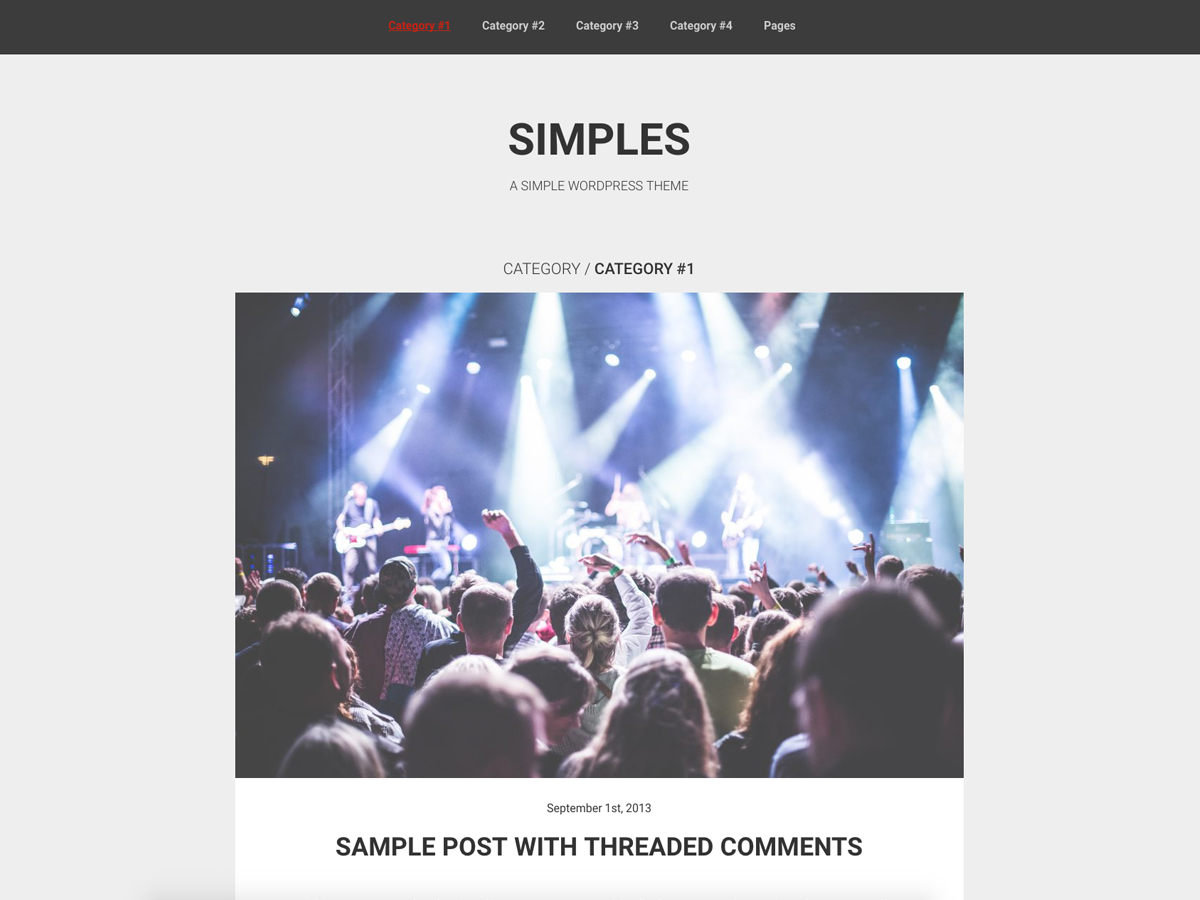 Category #1 Category #2 Category #3 Category #4 Pages
SIMPLES
A SIMPLE WORDPRESS THEME
CATEGORY / CATEGORY #1
September 1st, 2013
SAMPLE POST WITH THREADED COMMENTS